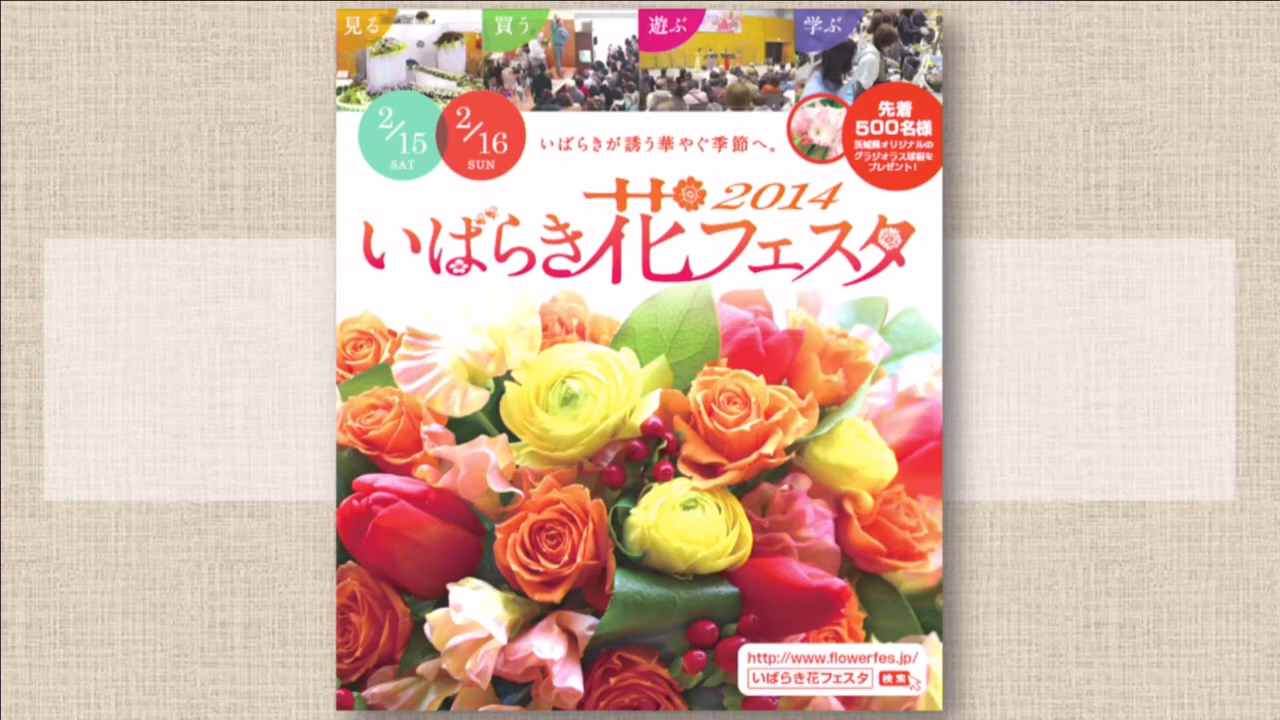 見る
買う
遊ぶ
学ぶ
2/15
SAT
2/16
SUN
いばらきが誘う華やぐ季節へ。
先着
500名様
茨城県オリジナルの
グラジオラス球根を
プレゼント!
2014
いばらき花フェスタ
http://www.flowerfes.jp/
いばらき花フェスタ 検索